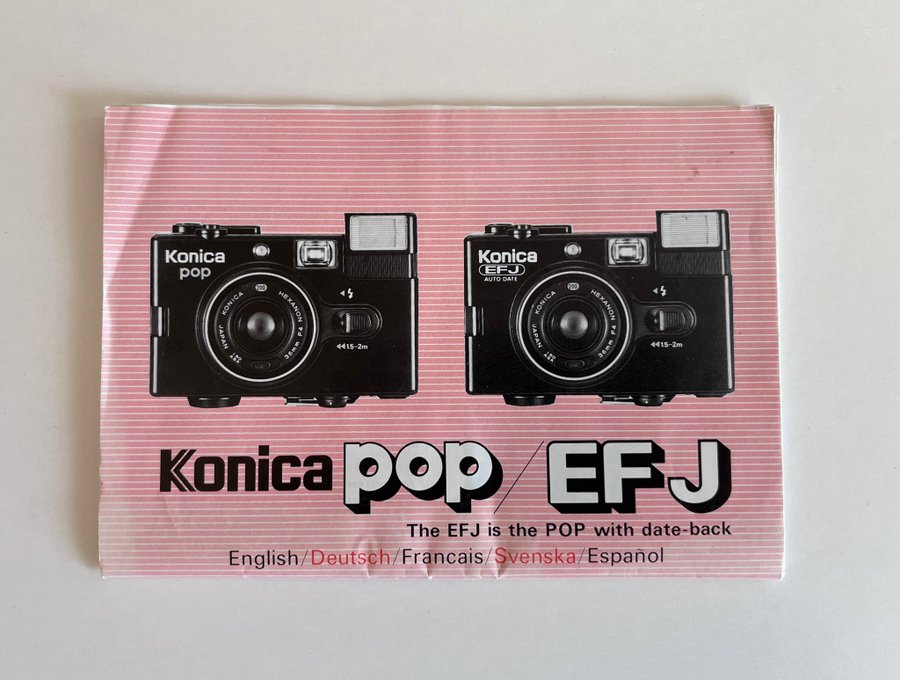 Konica
pop
KONICA HEXANON 36mm F4 JAPAN
1.5-2m
Konica
EFJ
AUTO DATE
KONICA HEXANON 36mm F4 JAPAN
1.5-2m
Konica pop/EFJ
The EFJ is the POP with date-back
English/Deutsch/Francais/Svenska/Español